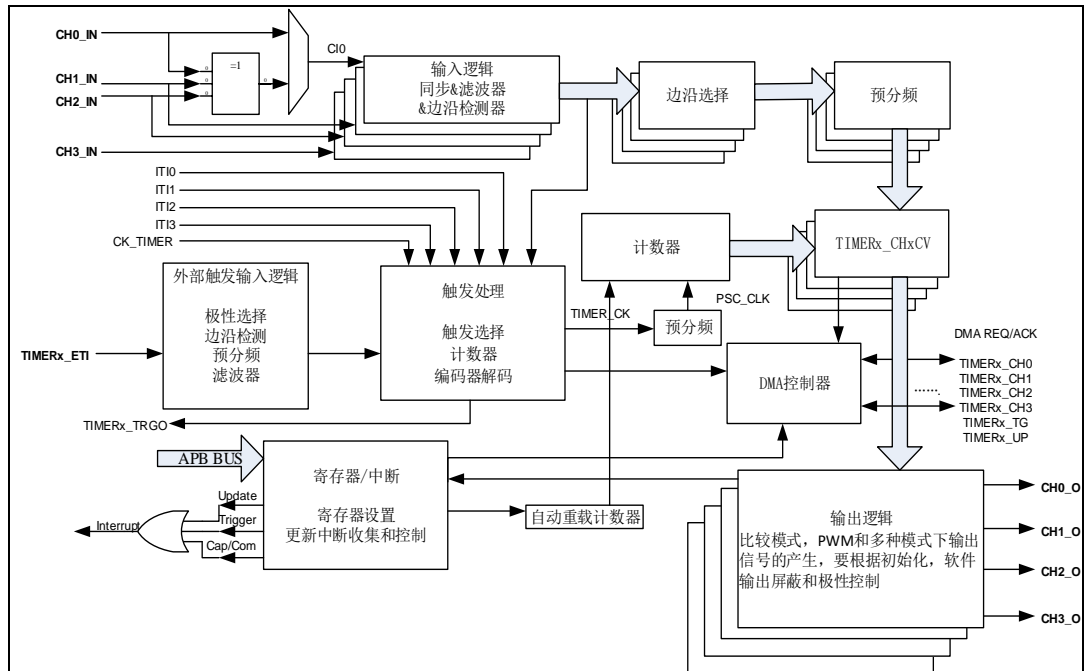 CH0_IN
CH1_IN
CH2_IN
CH3_IN
=1
CI0
输入逻辑
同步&滤波器
&边沿检测器
边沿选择
预分频
ITI0
ITI1
ITI2
ITI3
CK_TIMER
计数器
TIMERx_CHxCV
外部触发输入逻辑
极性选择
边沿检测
预分频
滤波器
TIMERx_ETI
触发处理
触发选择
计数器
编码器解码
TIMER_CK
预分频
PSC_CLK
DMA控制器
DMA REQ/ACK
TIMERx_CH0
TIMERx_CH1
…….
TIMERx_CH2
TIMERx_CH3
TIMERx_TG
TIMERx_UP
TIMERx_TRGO
APB BUS
寄存器/中断
寄存器设置
更新中断收集和控制
Update
Trigger
Cap/Com
Interrupt
自动重载计数器
输出逻辑
比较模式，PWM和多种模式下输出
信号的产生，要根据初始化，软件
输出屏蔽和极性控制
CH0_O
CH1_O
CH2_O
CH3_O